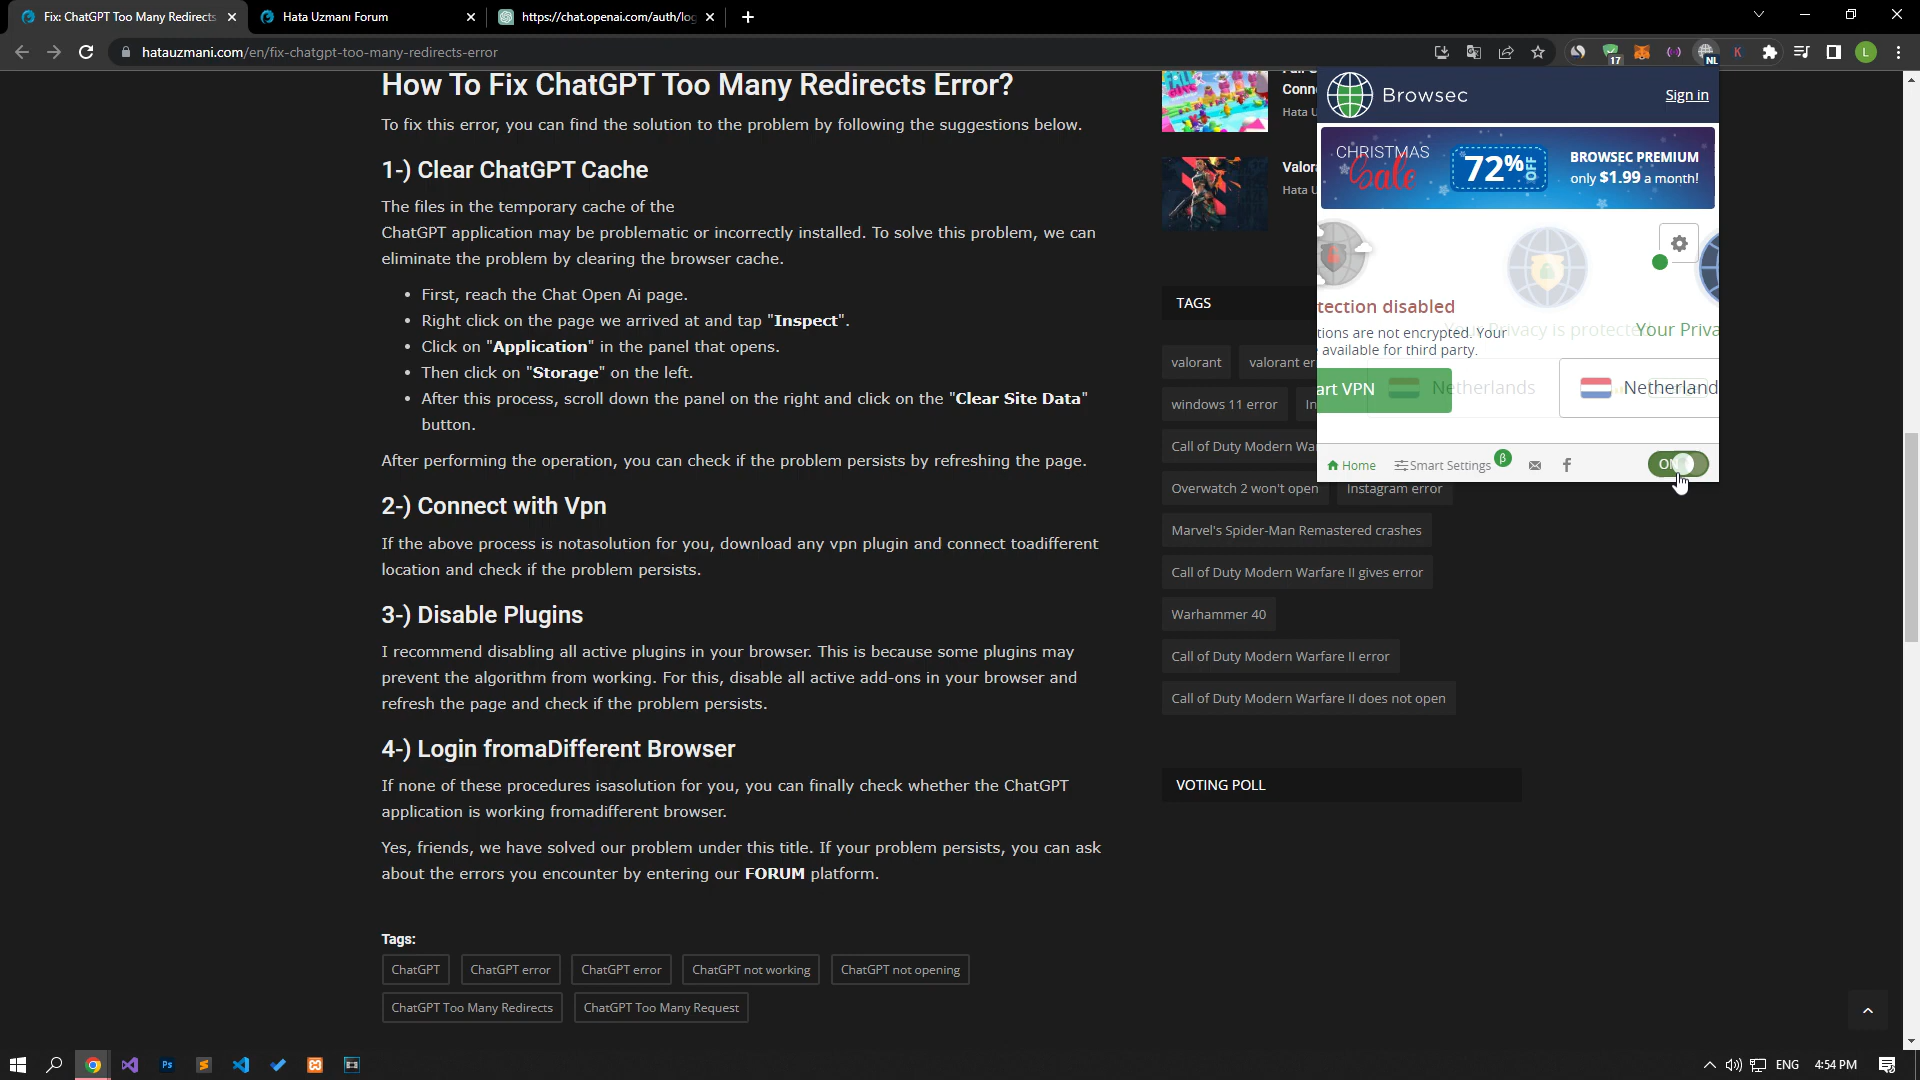 Fix: ChatGPT Too Many Redirects
Hata Uzmanı Forum
https://chat.openai.com/auth/log
hatauzmani.com/en/fix-chatgpt-too-many-redirects-error
17
NL
L
How To Fix ChatGPT Too Many Redirects Error?
To fix this error, you can find the solution to the problem by following the suggestions below.
1-) Clear ChatGPT Cache
The files in the temporary cache of the
ChatGPT application may be problematic or incorrectly installed. To solve this problem, we can
eliminate the problem by clearing the browser cache.
• First, reach the Chat Open Ai page.
• Right click on the page we arrived at and tap "Inspect".
• Click on "Application" in the panel that opens.
• Then click on "Storage" on the left.
• After this process, scroll down the panel on the right and click on the "Clear Site Data"
button.
After performing the operation, you can check if the problem persists by refreshing the page.
2-) Connect with Vpn
If the above process is notasolution for you, download any vpn plugin and connect toadifferent
location and check if the problem persists.
3-) Disable Plugins
I recommend disabling all active plugins in your browser. This is because some plugins may
prevent the algorithm from working. For this, disable all active add-ons in your browser and
refresh the page and check if the problem persists.
4-) Login fromaDifferent Browser
If none of these procedures isasolution for you, you can finally check whether the ChatGPT
application is working fromadifferent browser.
Yes, friends, we have solved our problem under this title. If your problem persists, you can ask
about the errors you encounter by entering our FORUM platform.
Tags:
ChatGPT
ChatGPT error
ChatGPT error
ChatGPT not working
ChatGPT not opening
ChatGPT Too Many Redirects
ChatGPT Too Many Request
Conne
Hata U
Valor
Hata U
TAGS
valorant
valorant er
windows 11 error
In
Call of Duty Modern Wa
Overwatch 2 won't open
Instagram error
Marvel's Spider-Man Remastered crashes
Call of Duty Modern Warfare II gives error
Warhammer 40
Call of Duty Modern Warfare II error
Call of Duty Modern Warfare II does not open
VOTING POLL
Browsec
Sign in
CHRISTMAS
Sale
72% OFF
BROWSEC PREMIUM
only $1.99 a month!
tection disabled
tions are not encrypted. Your
available for third party.
Your Privacy is protecte
Your Priva
art VPN
Netherlands
Netherland
Home
Smart Settings
β
ON
Ps
ENG
4:54 PM